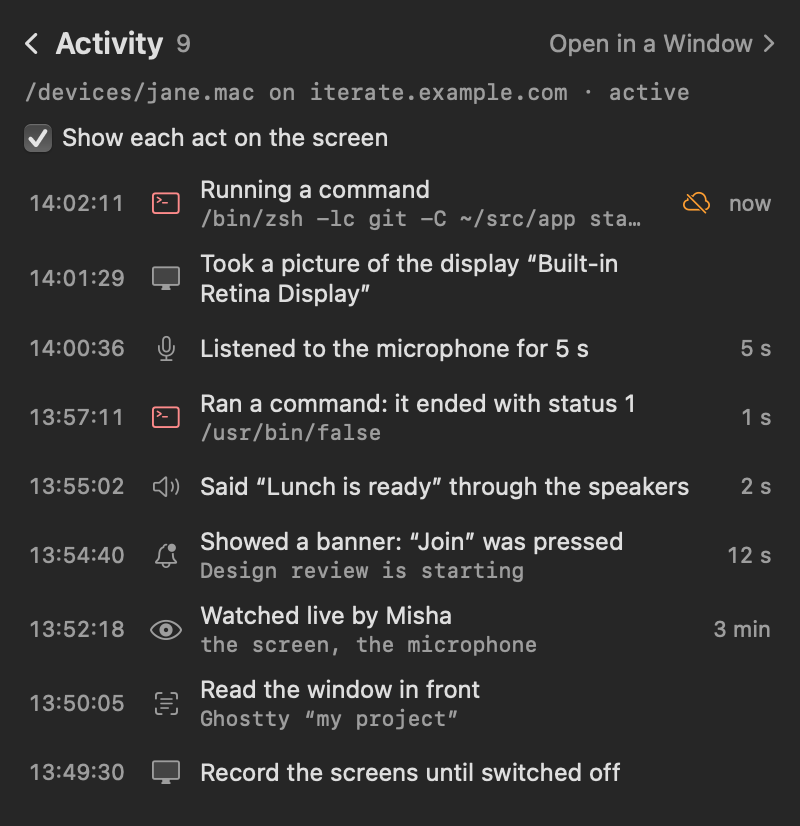 Activity 9
Open in a Window
/devices/jane.mac on iterate.example.com · active
Show each act on the screen
14:02:11 Running a command now
/bin/zsh -lc git -C ~/src/app sta…
14:01:29 Took a picture of the display “Built-in
Retina Display”
14:00:36 Listened to the microphone for 5 s 5 s
13:57:11 Ran a command: it ended with status 1 1 s
/usr/bin/false
13:55:02 Said “Lunch is ready” through the speakers 2 s
13:54:40 Showed a banner: “Join” was pressed 12 s
Design review is starting
13:52:18 Watched live by Misha 3 min
the screen, the microphone
13:50:05 Read the window in front
Ghostty “my project”
13:49:30 Record the screens until switched off